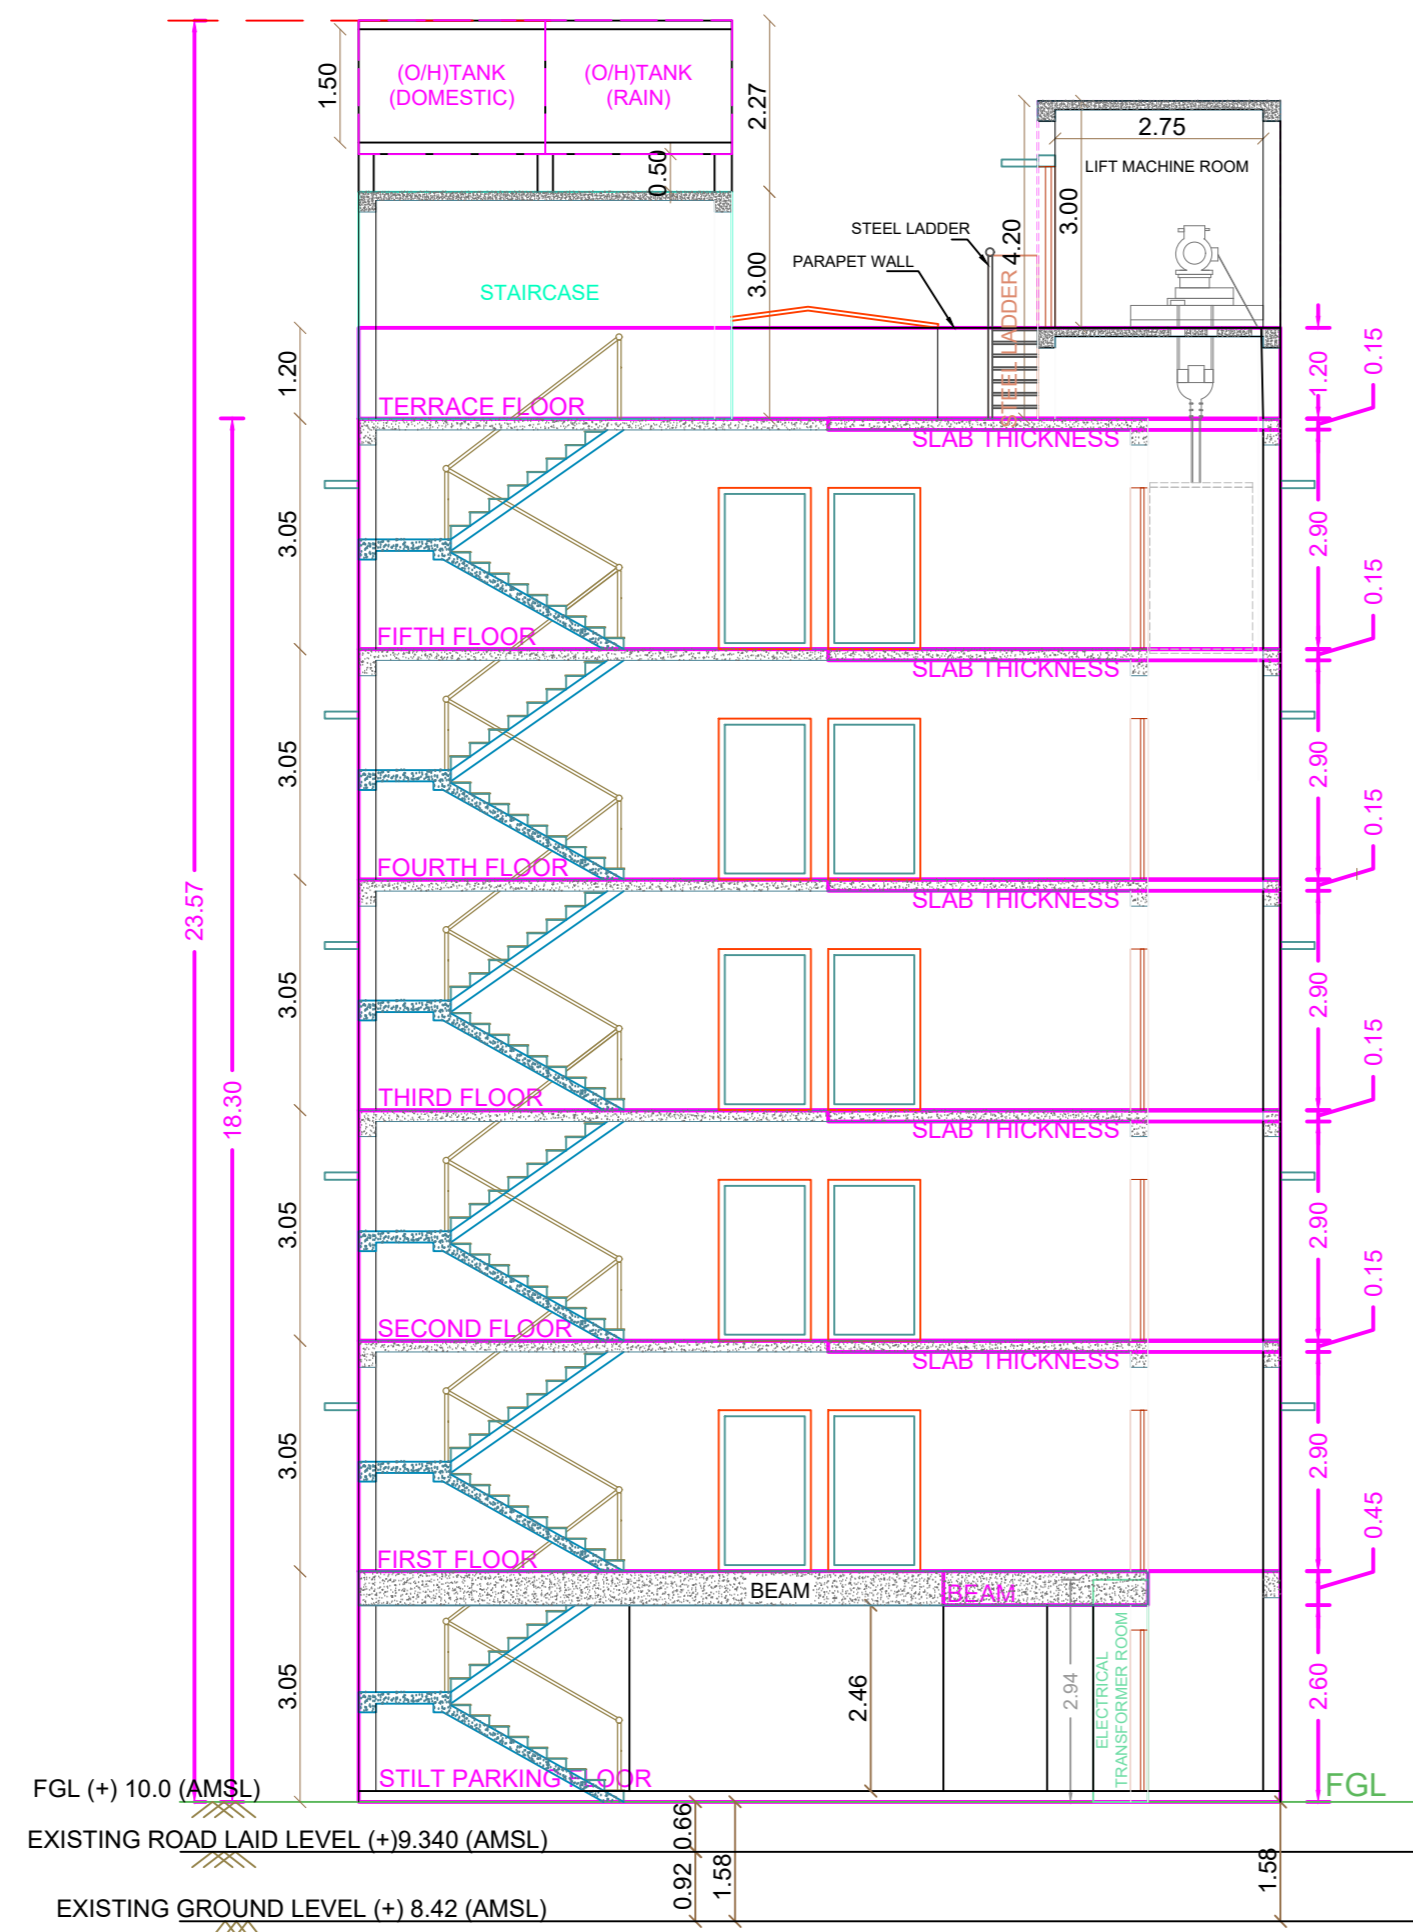 (O/H)TANK
(DOMESTIC)
(O/H)TANK
(RAIN)
1.50
2.27
0.50
2.75
LIFT MACHINE ROOM
3.00
4.20
STEEL LADDER
STEEL LADDER
PARAPET WALL
3.00
STAIRCASE
1.20
1.20
0.15
TERRACE FLOOR
SLAB THICKNESS
3.05
2.90
0.15
FIFTH FLOOR
SLAB THICKNESS
3.05
2.90
0.15
FOURTH FLOOR
SLAB THICKNESS
23.57
3.05
2.90
0.15
THIRD FLOOR
SLAB THICKNESS
18.30
3.05
2.90
0.15
SECOND FLOOR
SLAB THICKNESS
3.05
2.90
0.45
FIRST FLOOR
BEAM
BEAM
3.05
2.46
2.94
ELECTRICAL
TRANSFORMER ROOM
2.60
STILT PARKING FLOOR
FGL (+) 10.0 (AMSL)
FGL
EXISTING ROAD LAID LEVEL (+)9.340 (AMSL)
0.66
0.92
1.58
1.58
EXISTING GROUND LEVEL (+) 8.42 (AMSL)